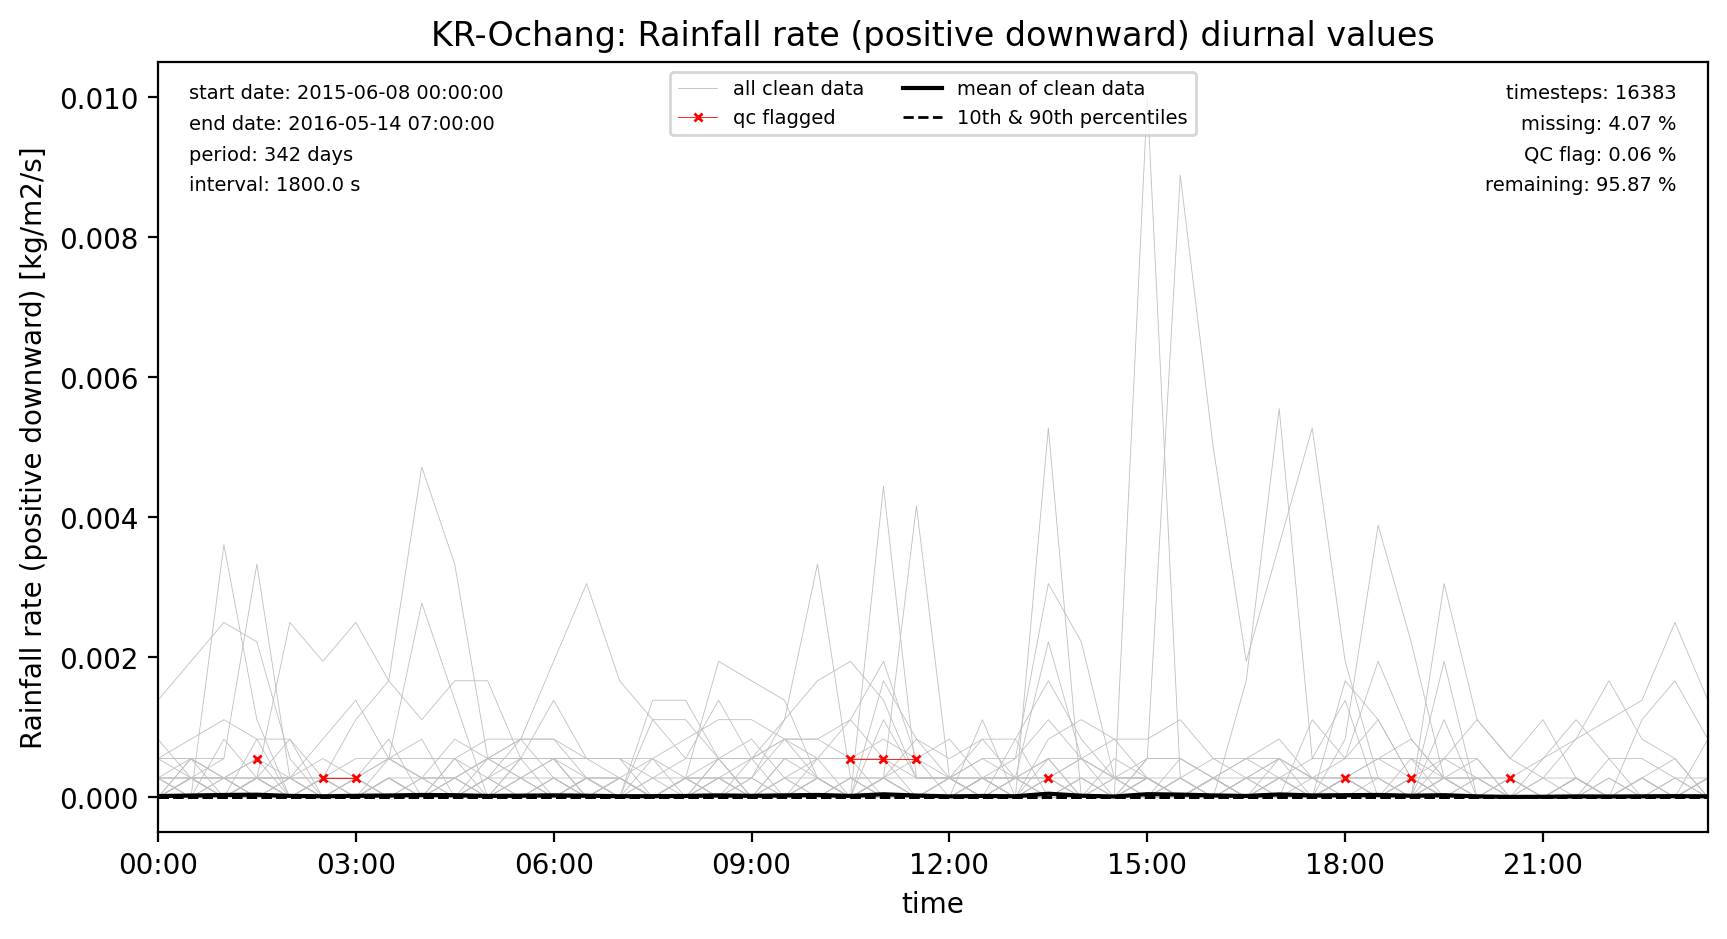 KR-Ochang: Rainfall rate (positive downward) diurnal values
start date: 2015-06-08 00:00:00
end date: 2016-05-14 07:00:00
period: 342 days
interval: 1800.0 s
all clean data
qc flagged
mean of clean data
10th & 90th percentiles
timesteps: 16383
missing: 4.07 %
QC flag: 0.06 %
remaining: 95.87 %
Rainfall rate (positive downward) [kg/m2/s]
0.010
0.008
0.006
0.004
0.002
0.000
00:00 03:00 06:00 09:00 12:00 15:00 18:00 21:00
time